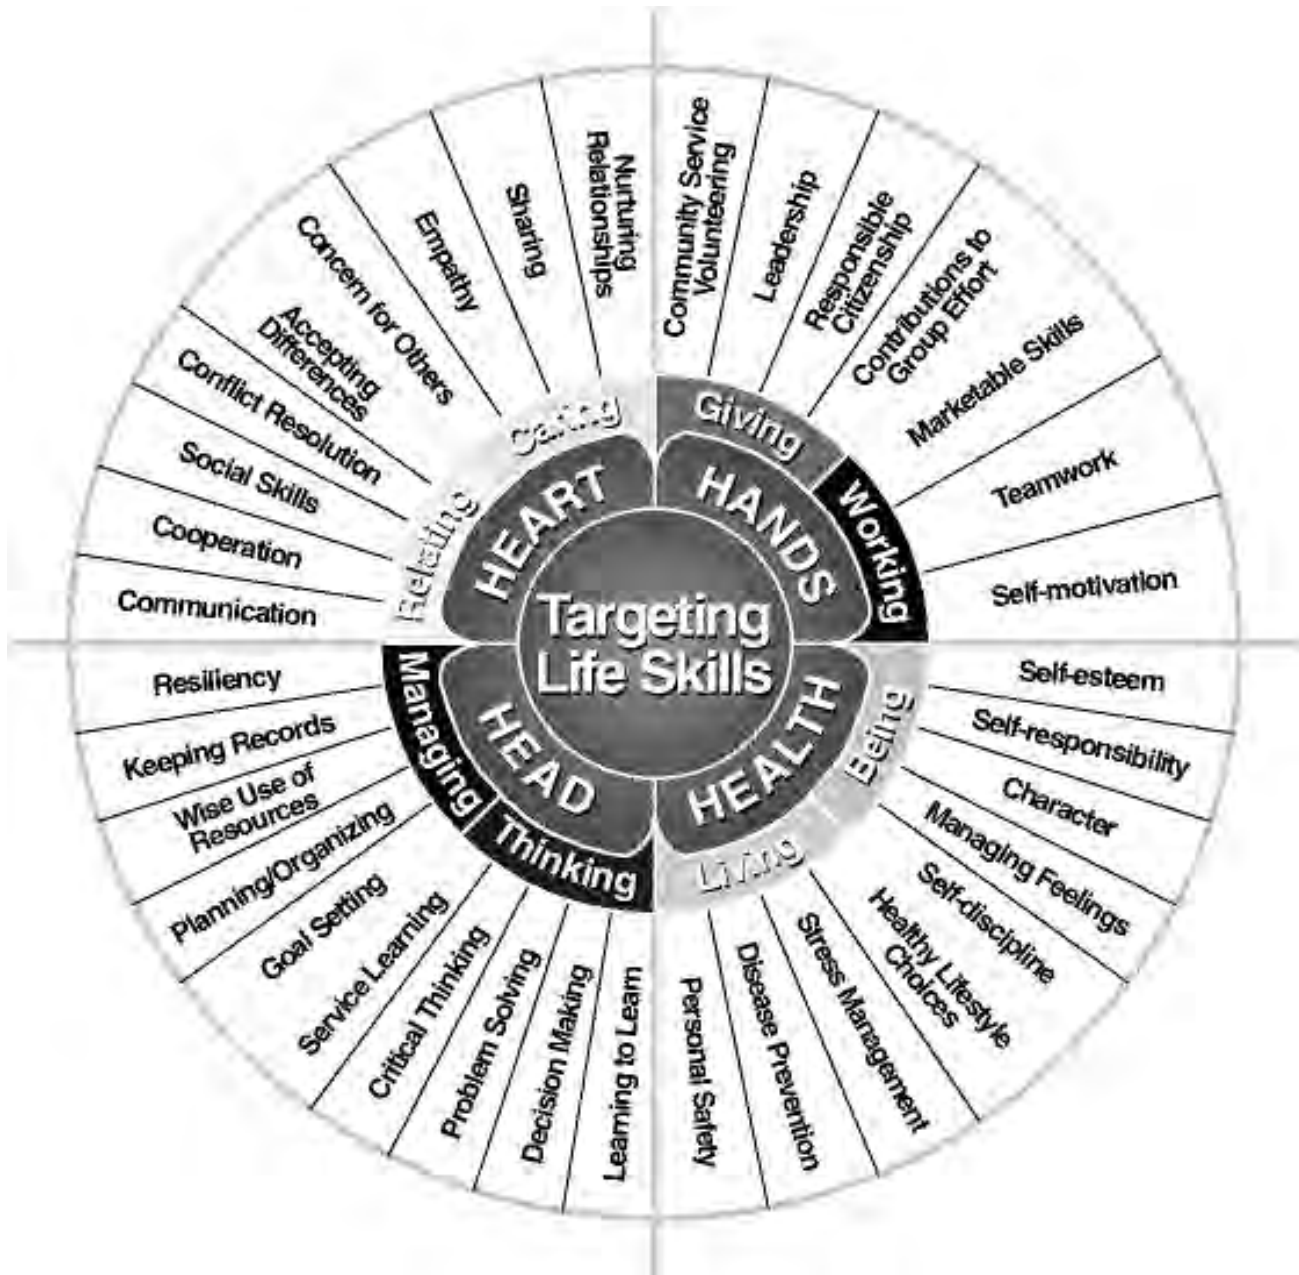 Targeting
Life Skills
HEART
HANDS
HEALTH
HEAD
Caring
Giving
Working
Being
Living
Thinking
Managing
Relating
Community Service
Volunteering
Leadership
Responsible
Citizenship
Contributions to
Group Effort
Marketable Skills
Teamwork
Self-motivation
Self-esteem
Self-responsibility
Character
Managing Feelings
Self-discipline
Healthy Lifestyle
Choices
Stress Management
Disease Prevention
Personal Safety
Learning to Learn
Decision Making
Problem Solving
Critical Thinking
Service Learning
Goal Setting
Planning/Organizing
Wise Use of
Resources
Keeping Records
Resiliency
Communication
Cooperation
Social Skills
Conflict Resolution
Accepting
Differences
Concern for Others
Empathy
Sharing
Nurturing
Relationships